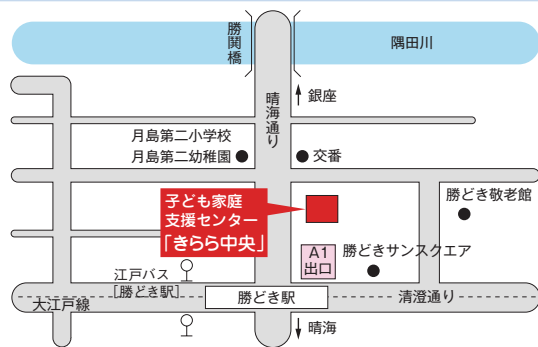 勝関橋
隅田川
銀座
晴海通り
月島第二小学校
月島第二幼稚園
交番
子ども家庭
支援センター
「きらら中央」
勝どき敬老館
A1
出口
勝どきサンスクエア
江戸バス
[勝どき駅]
大江戸線
勝どき駅
清澄通り
晴海